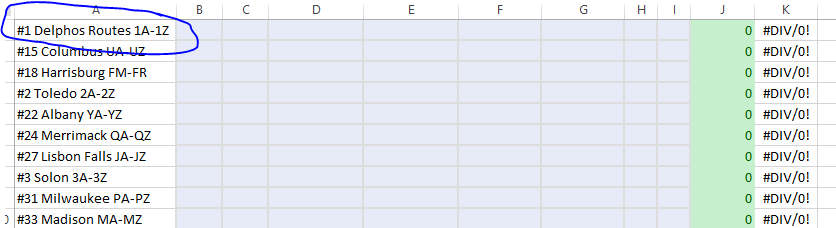 A B C D E F G H I J K
#1 Delphos Routes 1A-1Z 0 #DIV/0!
#15 Columbus UA-UZ 0 #DIV/0!
#18 Harrisburg FM-FR 0 #DIV/0!
#2 Toledo 2A-2Z 0 #DIV/0!
#22 Albany YA-YZ 0 #DIV/0!
#24 Merrimack QA-QZ 0 #DIV/0!
#27 Lisbon Falls JA-JZ 0 #DIV/0!
#3 Solon 3A-3Z 0 #DIV/0!
#31 Milwaukee PA-PZ 0 #DIV/0!
0 #33 Madison MA-MZ 0 #DIV/0!